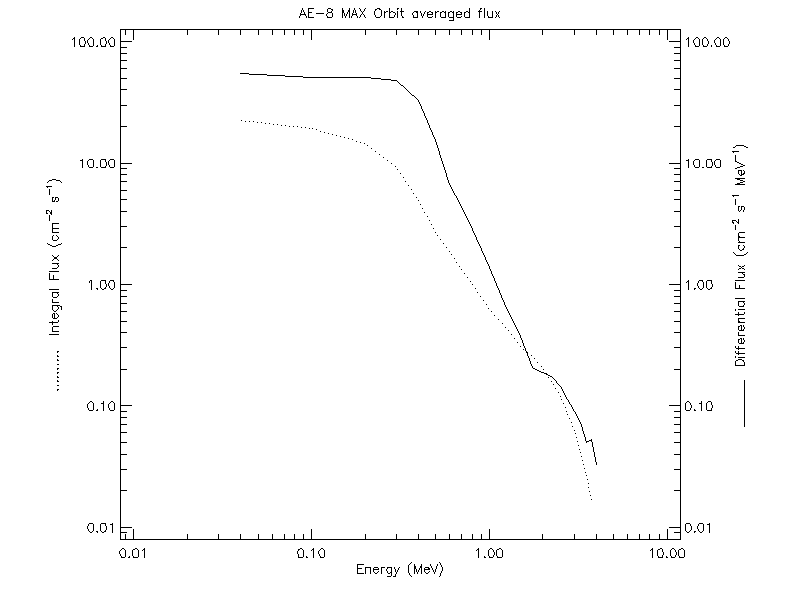 AE-8 MAX Orbit averaged flux
100.00
10.00
1.00
0.10
0.01
Integral Flux (cm⁻² s⁻¹)
100.00
10.00
1.00
0.10
0.01
Differential Flux (cm⁻² s⁻¹ MeV⁻¹)
0.01 0.10 1.00 10.00
Energy (MeV)